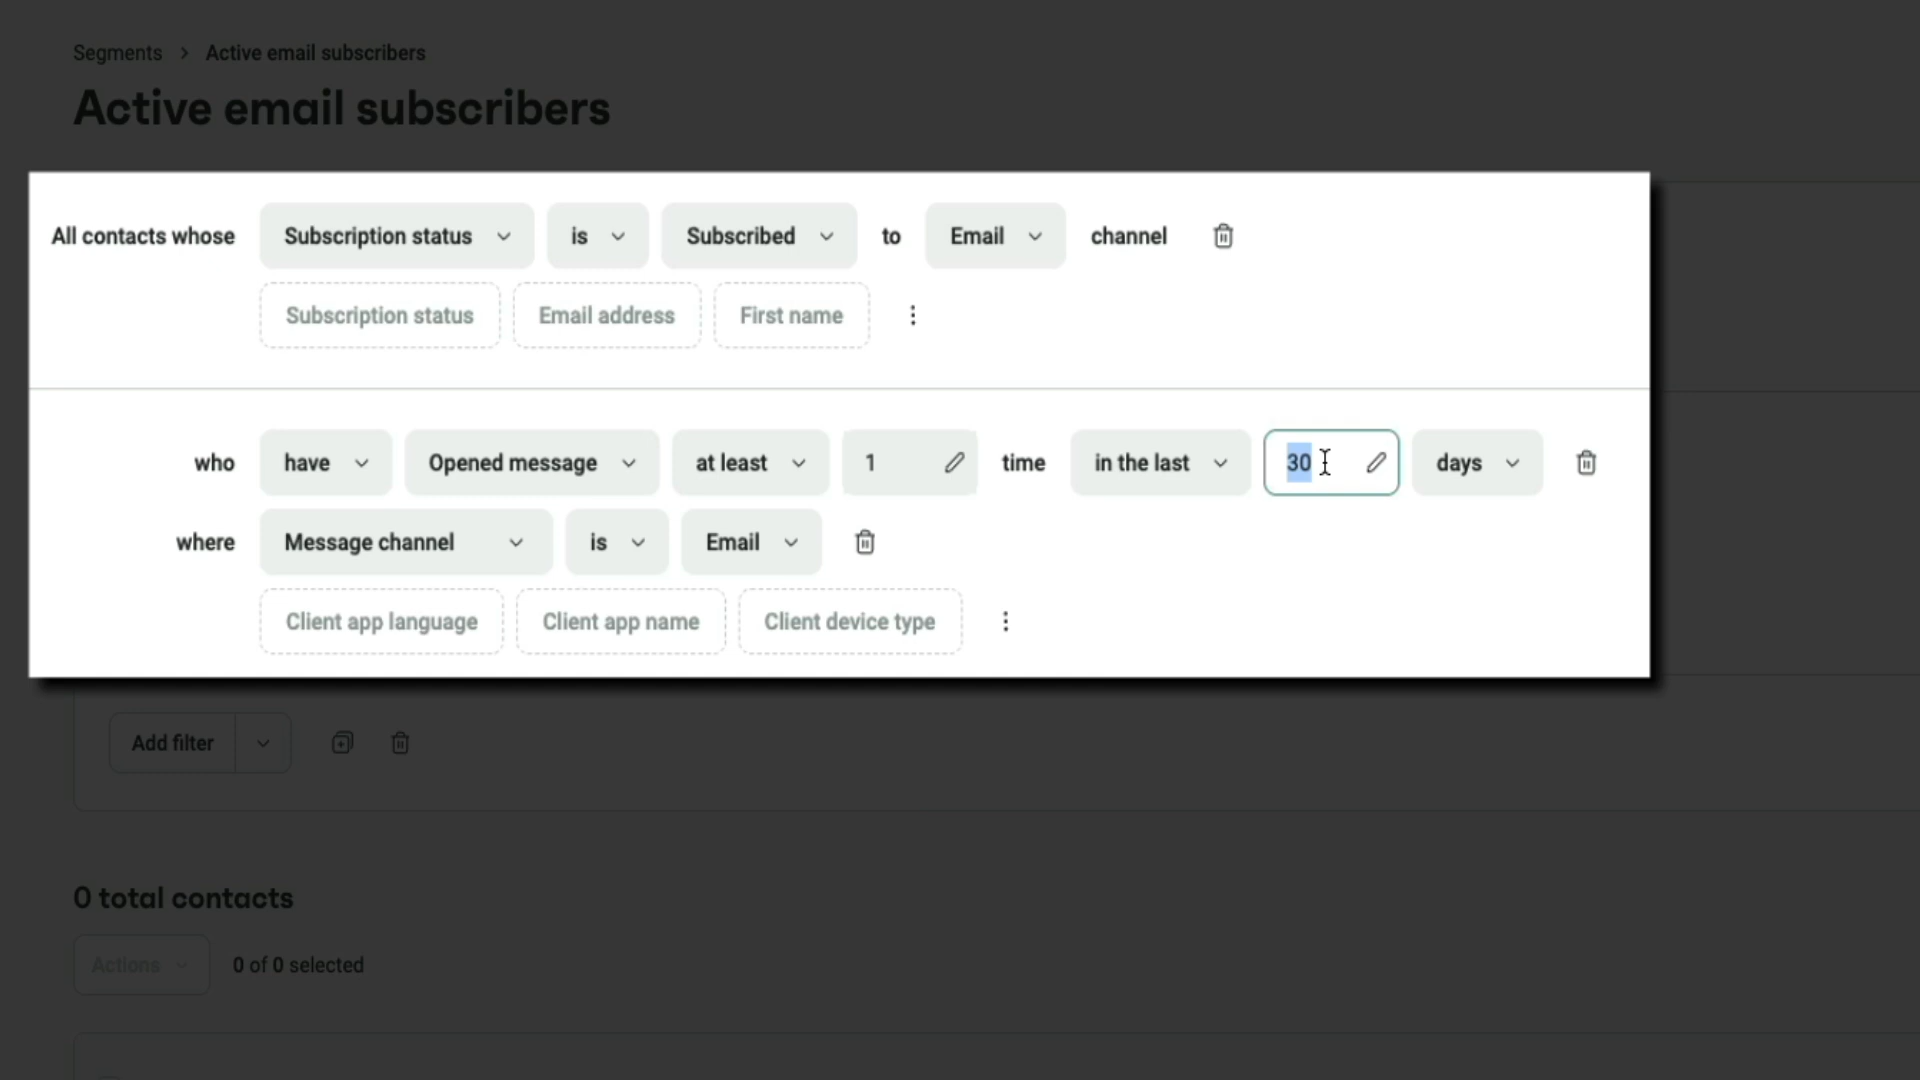 Segments > Active email subscribers
Active email subscribers
All contacts whose Subscription status is Subscribed to Email channel
Subscription status Email address First name
who have Opened message at least 1 time in the last 30 days
where Message channel is Email
Client app language Client app name Client device type
Add filter
0 total contacts
Actions 0 of 0 selected